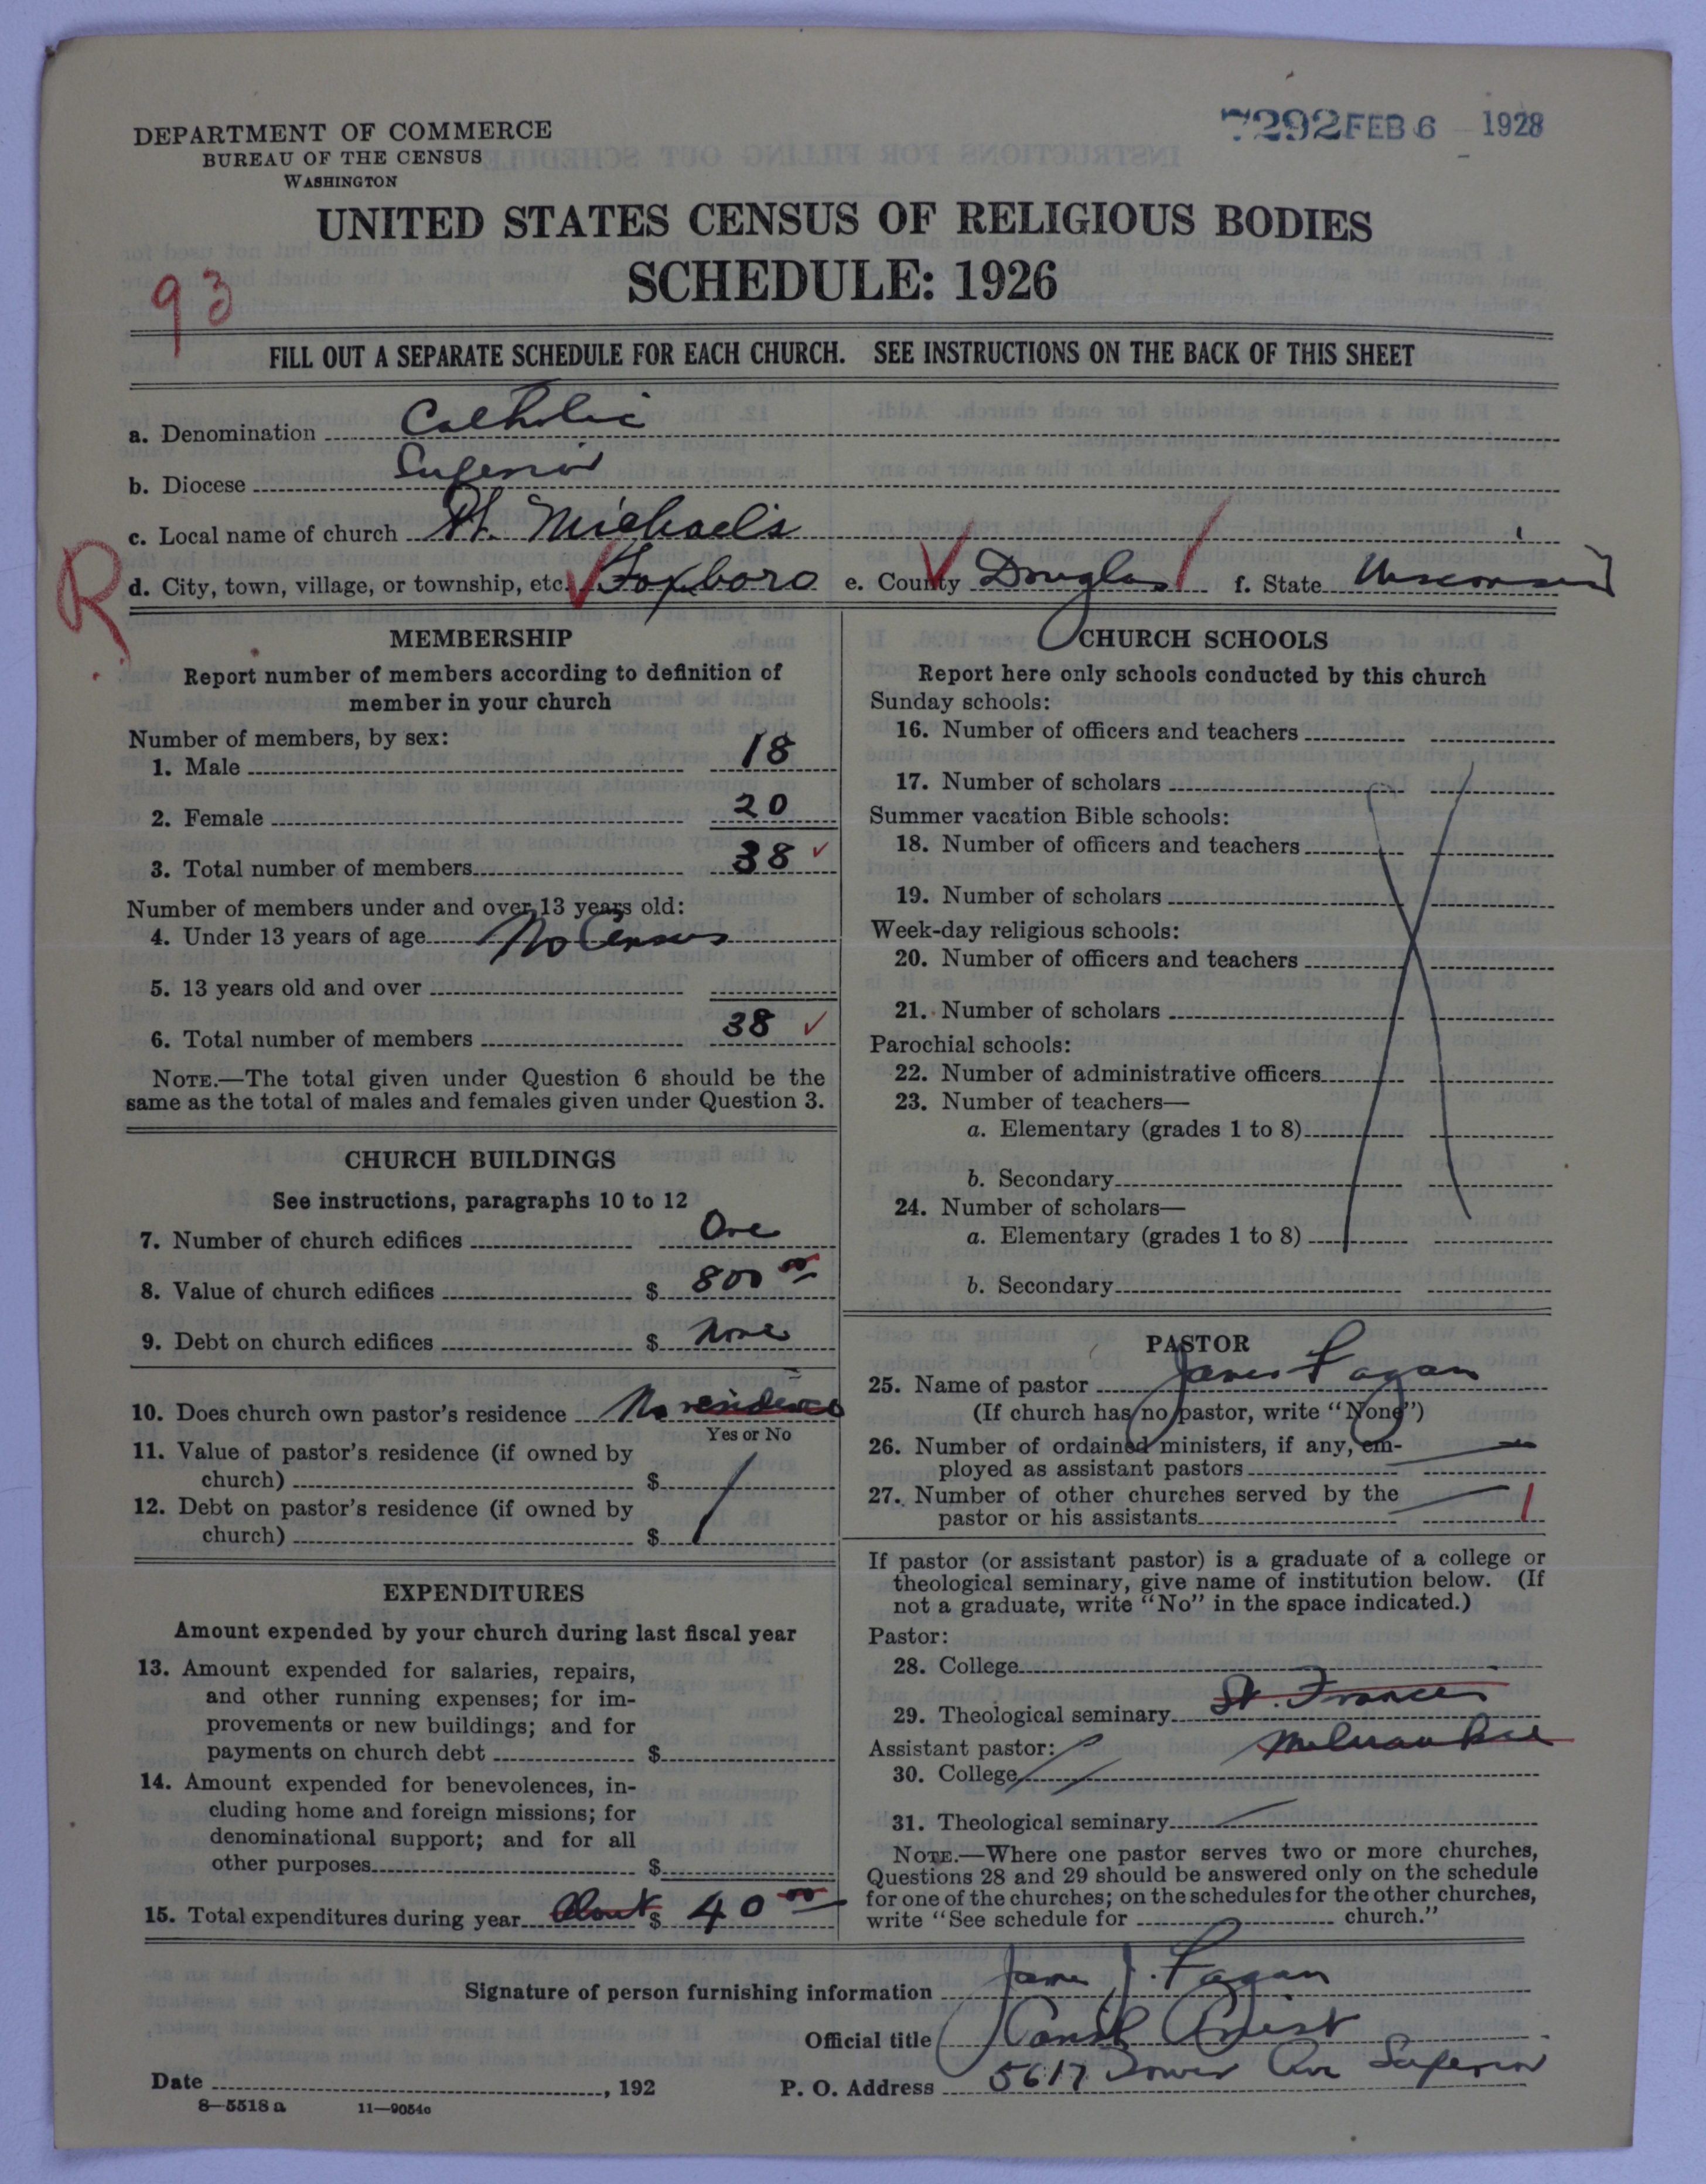 7292 FEB 6 1928
DEPARTMENT OF COMMERCE
BUREAU OF THE CENSUS
WASHINGTON
UNITED STATES CENSUS OF RELIGIOUS BODIES
SCHEDULE: 1926
93
FILL OUT A SEPARATE SCHEDULE FOR EACH CHURCH. SEE INSTRUCTIONS ON THE BACK OF THIS SHEET
a. Denomination Catholic
b. Diocese Superior
c. Local name of church St. Michael's
R
d. City, town, village, or township, etc. Foxboro e. County Douglas f. State Wisconsin
MEMBERSHIP
Report number of members according to definition of
member in your church
Number of members, by sex:
1. Male 18
2. Female 20
3. Total number of members 38 ✓
Number of members under and over 13 years old:
4. Under 13 years of age No Census
5. 13 years old and over
6. Total number of members 38 ✓
NOTE.—The total given under Question 6 should be the
same as the total of males and females given under Question 3.
CHURCH BUILDINGS
See instructions, paragraphs 10 to 12
7. Number of church edifices One
8. Value of church edifices $ 800 00
9. Debt on church edifices $ None
10. Does church own pastor's residence No residence
Yes or No
11. Value of pastor's residence (if owned by
church) $
12. Debt on pastor's residence (if owned by
church) $
EXPENDITURES
Amount expended by your church during last fiscal year
13. Amount expended for salaries, repairs,
and other running expenses; for im-
provements or new buildings; and for
payments on church debt $
14. Amount expended for benevolences, in-
cluding home and foreign missions; for
denominational support; and for all
other purposes $
15. Total expenditures during year About $ 40 00
CHURCH SCHOOLS
Report here only schools conducted by this church
Sunday schools:
16. Number of officers and teachers
17. Number of scholars
Summer vacation Bible schools:
18. Number of officers and teachers
19. Number of scholars
Week-day religious schools:
20. Number of officers and teachers
21. Number of scholars
Parochial schools:
22. Number of administrative officers
23. Number of teachers—
a. Elementary (grades 1 to 8)
b. Secondary
24. Number of scholars—
a. Elementary (grades 1 to 8)
b. Secondary
PASTOR
25. Name of pastor James Fagan
(If church has no pastor, write "None")
26. Number of ordained ministers, if any, em-
ployed as assistant pastors
27. Number of other churches served by the
pastor or his assistants 1
If pastor (or assistant pastor) is a graduate of a college or
theological seminary, give name of institution below. (If
not a graduate, write "No" in the space indicated.)
Pastor:
28. College
29. Theological seminary St. Francis
Assistant pastor: Milwaukee
30. College
31. Theological seminary
NOTE.—Where one pastor serves two or more churches,
Questions 28 and 29 should be answered only on the schedule
for one of the churches; on the schedules for the other churches,
write "See schedule for church."
Signature of person furnishing information James J. Fagan
Official title Parish Priest
Date , 192 P. O. Address 5617 Tower Ave Superior
8—5518 a 11—9054c